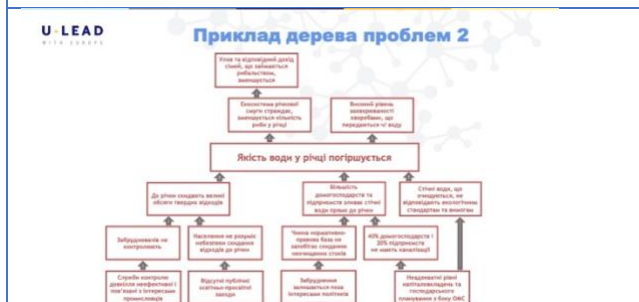 U-LEAD
WITH EUROPE
Приклад дерева проблем 2
Улов та відповідний дохід
сімей, що займаються
рибальством,
зменшується
Екосистема річкової
смуги страждає,
зменшується кількість
риби у річці
Високий рівень
захворюваності
хворобами, що
передаються ч/ воду
Якість води у річці погіршується
До річки скидають великі
обсяги твердих відходів
Більшість
домогосподарств та
підприємств зливає стічні
води прямо до річки
Стічні води, що
очищуються, не
відповідають екологічним
стандартам та вимогам
Забруднювачів не
контролюють
Населення не розуміє
небезпеки скидання
відходів до річки
Чинна нормативно-
правова база не
запобігає скиданню
неочищених стоків
40% домогосподарств і
20% підприємств
не мають каналізації
Служби контролю
довкілля неефективні і
пов'язані з інтересами
промисловців
Відсутні публічні
освітньо-просвітні
заходи
Забруднення
залишається поза
інтересами політиків
Неадекватні рівні
капіталовкладень та
господарського
планування з боку ОМС